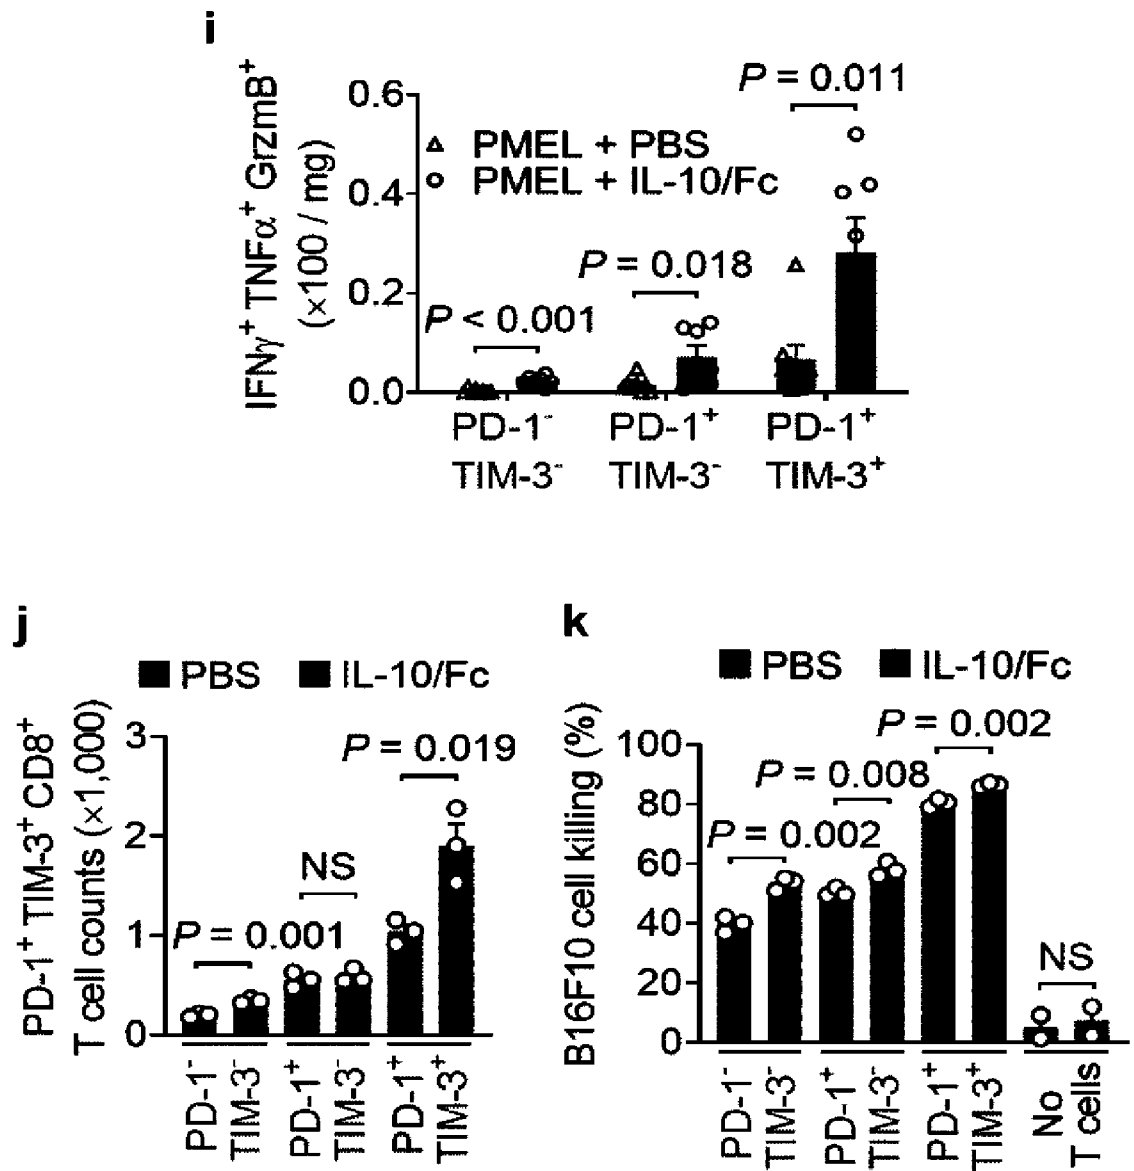 i
IFNγ⁺ TNFα⁺ GrzmB⁺
(×100 / mg)
0.6
0.4
0.2
0.0
PMEL + PBS
PMEL + IL-10/Fc
P = 0.011
P = 0.018
P < 0.001
PD-1⁻ PD-1⁺ PD-1⁺
TIM-3⁻ TIM-3⁻ TIM-3⁺
j
PBS IL-10/Fc
PD-1⁺ TIM-3⁺ CD8⁺
T cell counts (×1,000)
3
2
1
0
P = 0.019
NS
P = 0.001
PD-1⁻
TIM-3⁻
PD-1⁺
TIM-3⁻
PD-1⁺
TIM-3⁺
k
PBS IL-10/Fc
B16F10 cell killing (%)
100
80
60
40
20
0
P = 0.002
P = 0.008
P = 0.002
NS
PD-1⁻
TIM-3⁻
PD-1⁺
TIM-3⁻
PD-1⁺
TIM-3⁺
No
T cells